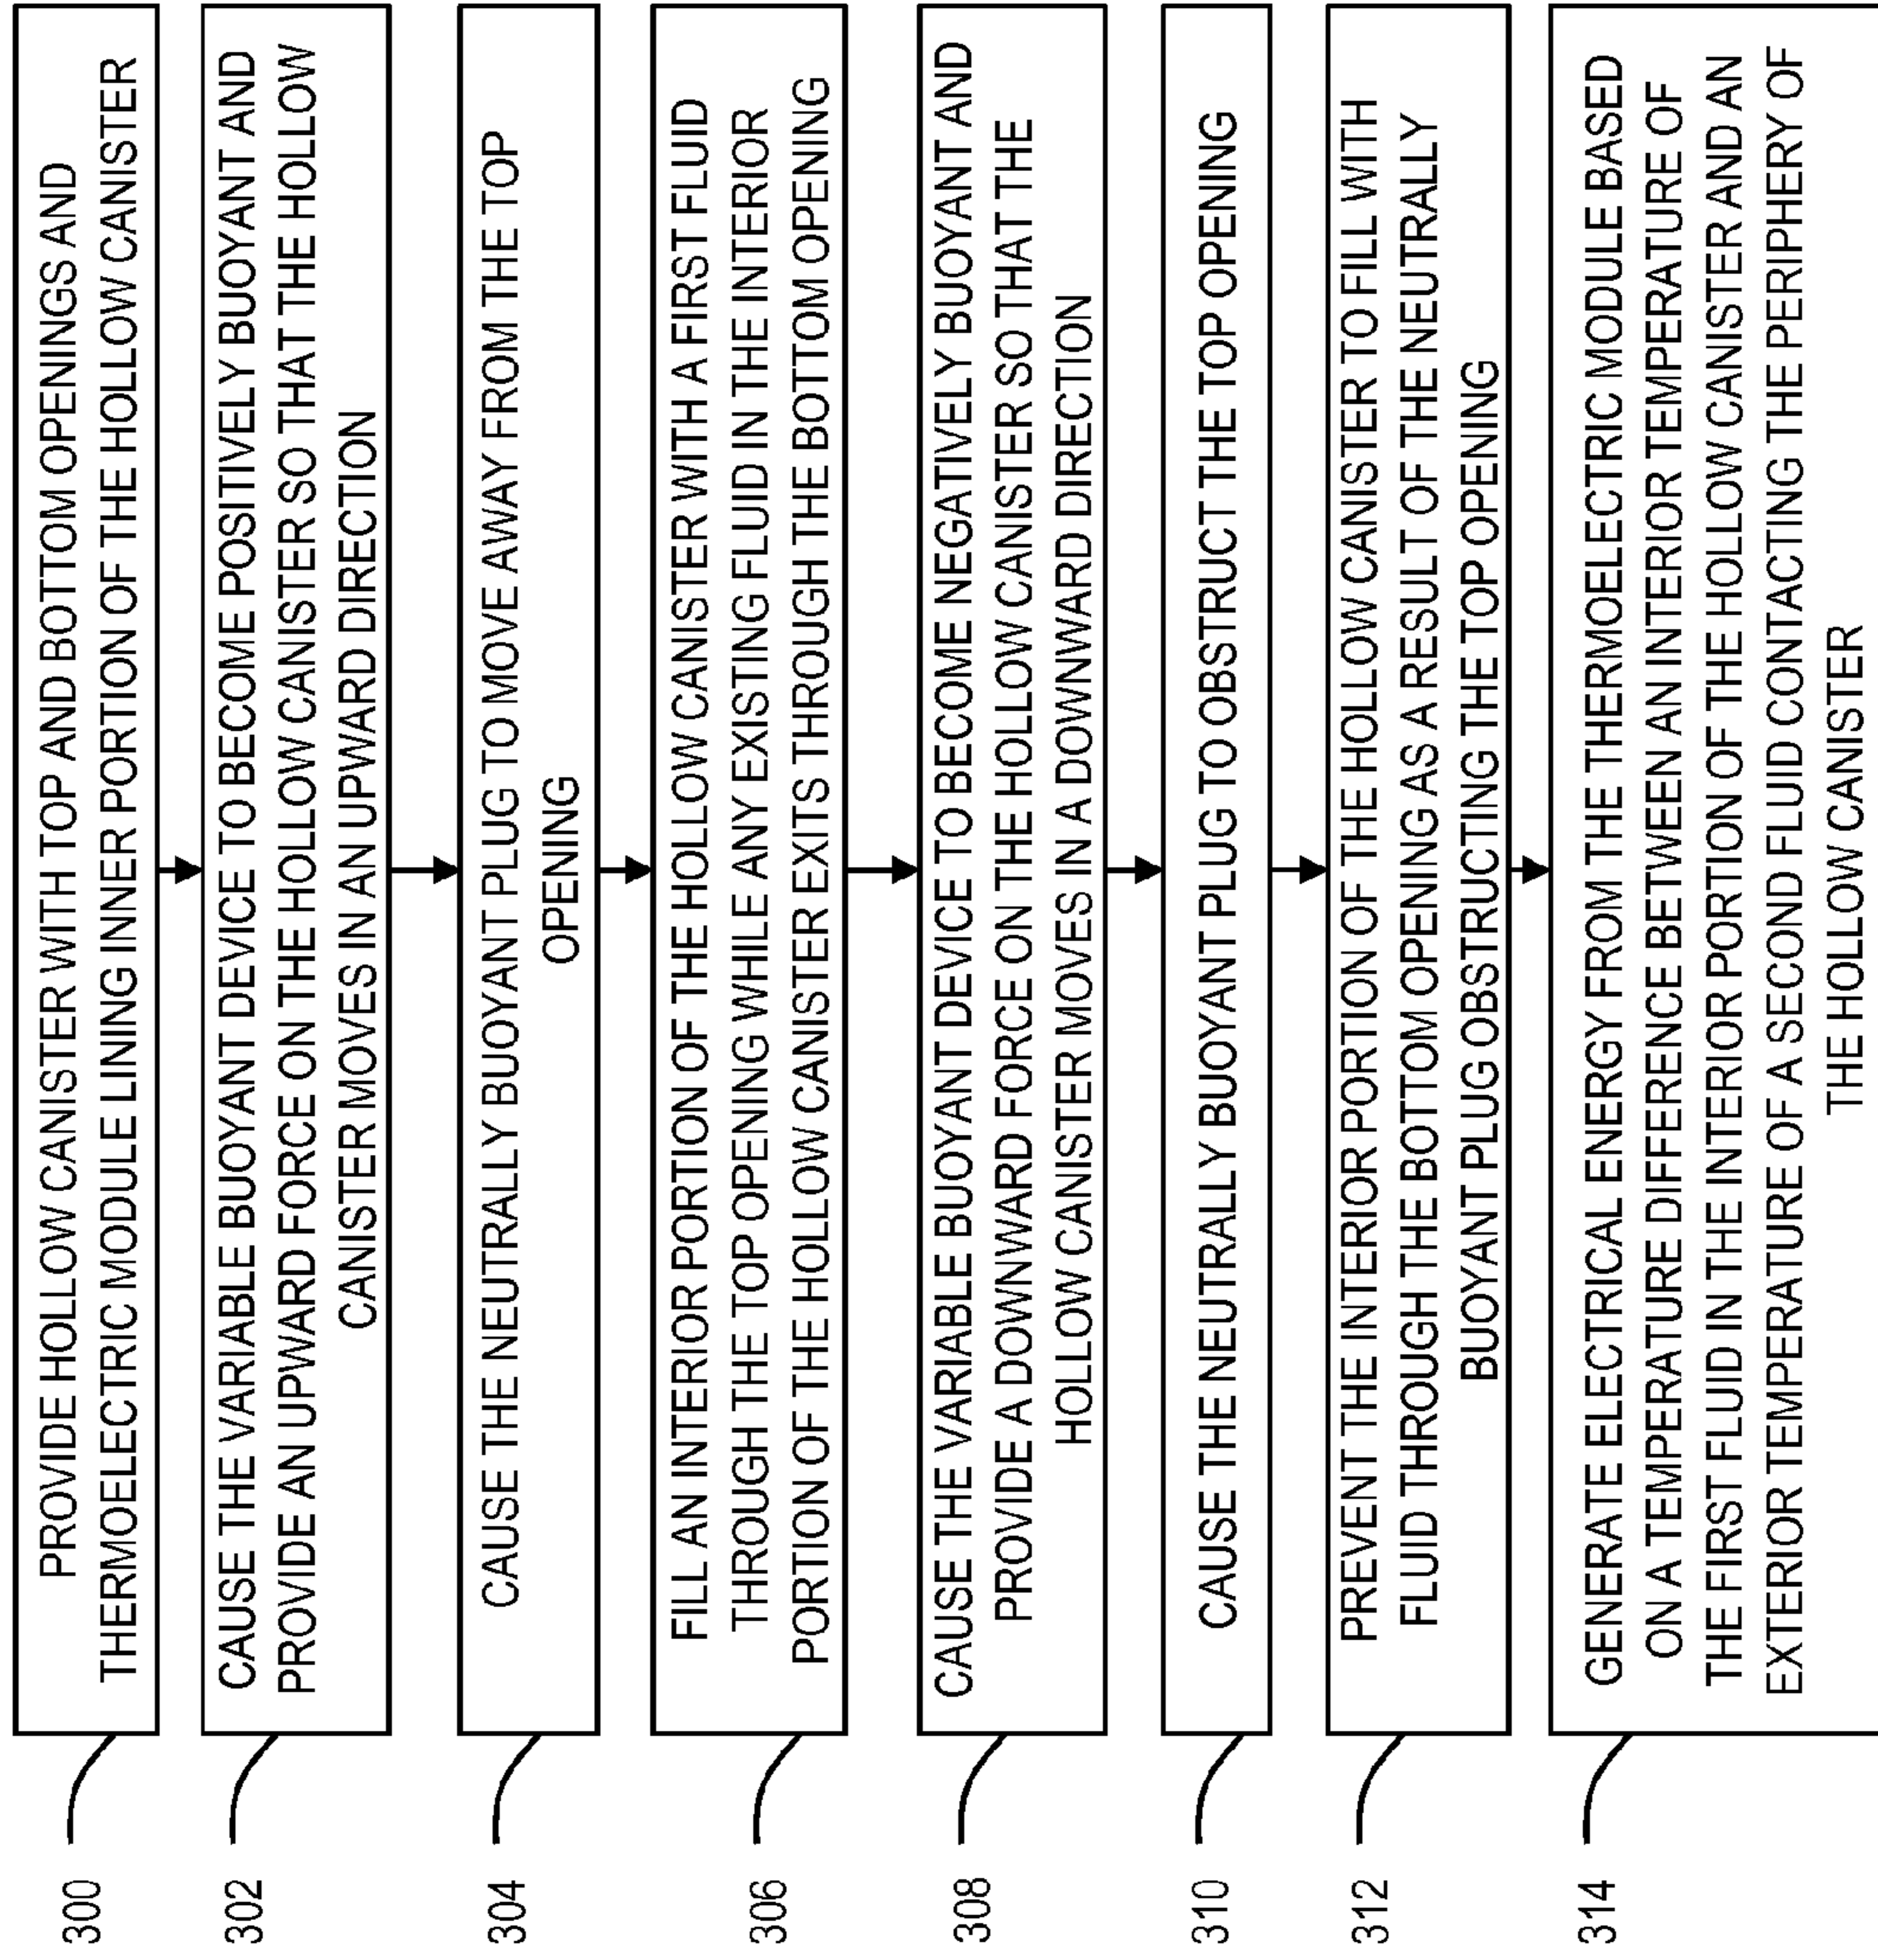 300
PROVIDE HOLLOW CANISTER WITH TOP AND BOTTOM OPENINGS AND
THERMOELECTRIC MODULE LINING INNER PORTION OF THE HOLLOW CANISTER
302
CAUSE THE VARIABLE BUOYANT DEVICE TO BECOME POSITIVELY BUOYANT AND
PROVIDE AN UPWARD FORCE ON THE HOLLOW CANISTER SO THAT THE HOLLOW
CANISTER MOVES IN AN UPWARD DIRECTION
304
CAUSE THE NEUTRALLY BUOYANT PLUG TO MOVE AWAY FROM THE TOP
OPENING
306
FILL AN INTERIOR PORTION OF THE HOLLOW CANISTER WITH A FIRST FLUID
THROUGH THE TOP OPENING WHILE ANY EXISTING FLUID IN THE INTERIOR
PORTION OF THE HOLLOW CANISTER EXITS THROUGH THE BOTTOM OPENING
308
CAUSE THE VARIABLE BUOYANT DEVICE TO BECOME NEGATIVELY BUOYANT AND
PROVIDE A DOWNWARD FORCE ON THE HOLLOW CANISTER SO THAT THE
HOLLOW CANISTER MOVES IN A DOWNWARD DIRECTION
310
CAUSE THE NEUTRALLY BUOYANT PLUG TO OBSTRUCT THE TOP OPENING
312
PREVENT THE INTERIOR PORTION OF THE HOLLOW CANISTER TO FILL WITH
FLUID THROUGH THE BOTTOM OPENING AS A RESULT OF THE NEUTRALLY
BUOYANT PLUG OBSTRUCTING THE TOP OPENING
314
GENERATE ELECTRICAL ENERGY FROM THE THERMOELECTRIC MODULE BASED
ON A TEMPERATURE DIFFERENCE BETWEEN AN INTERIOR TEMPERATURE OF
THE FIRST FLUID IN THE INTERIOR PORTION OF THE HOLLOW CANISTER AND AN
EXTERIOR TEMPERATURE OF A SECOND FLUID CONTACTING THE PERIPHERY OF
THE HOLLOW CANISTER